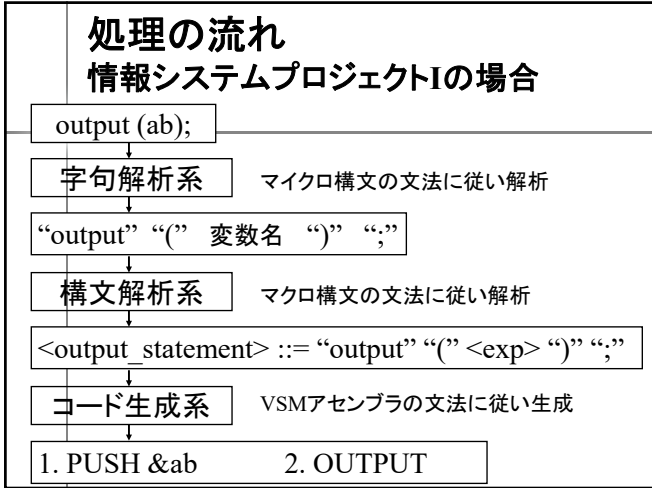 処理の流れ
情報システムプロジェクトIの場合
output (ab);
字句解析系 マイクロ構文の文法に従い解析
“output” “(” 変数名 “)” “;”
構文解析系 マクロ構文の文法に従い解析
<output_statement> ::= “output” “(” <exp> “)” “;”
コード生成系 VSMアセンブラの文法に従い生成
1. PUSH &ab 2. OUTPUT